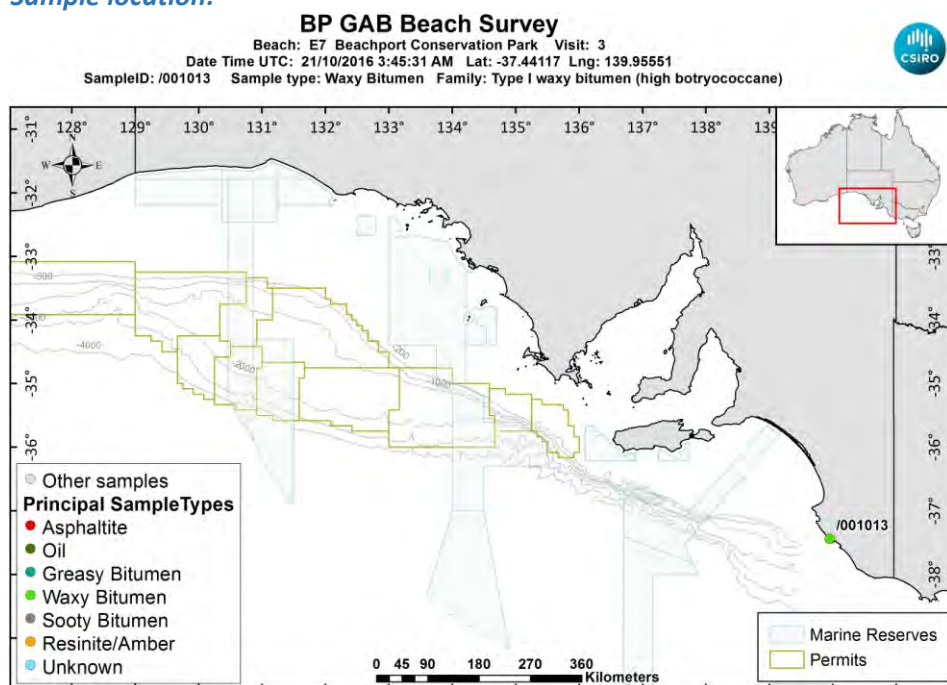 Sample location:
BP GAB Beach Survey
Beach: E7 Beachport Conservation Park Visit: 3
Date Time UTC: 21/10/2016 3:45:31 AM Lat: -37.44117 Lng: 139.95551
SampleID: /001013 Sample type: Waxy Bitumen Family: Type I waxy bitumen (high botryococcane)
CSIRO
128° 129° 130° 131° 132° 133° 134° 135° 136° 137° 138° 139
-31°
-32°
-33°
-34°
-35°
-36°
-37°
-38°
N
W E
S
-33°
-34°
-35°
-36°
-37°
-38°
-4000
-2000
-200
-1000
/001013
Other samples
Principal SampleTypes
Asphaltite
Oil
Greasy Bitumen
Waxy Bitumen
Sooty Bitumen
Resinite/Amber
Unknown
0 45 90 180 270 360
Kilometers
Marine Reserves
Permits